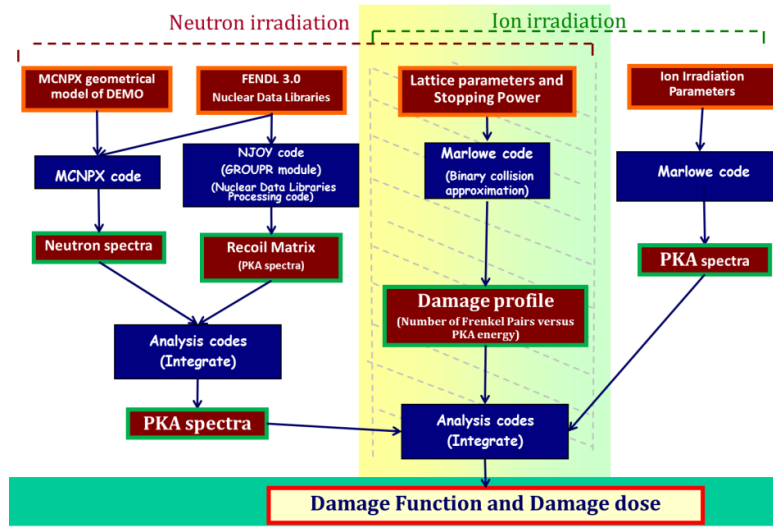 Neutron irradiation
Ion irradiation
MCNPX geometrical
model of DEMO
FENDL 3.0
Nuclear Data Libraries
Lattice parameters and
Stopping Power
Ion Irradiation
Parameters
MCNPX code
NJOY code
(GROUPR module)
(Nuclear Data Libraries
Processing code)
Marlowe code
(Binary collision
approximation)
Marlowe code
Neutron spectra
Recoil Matrix
(PKA spectra)
PKA spectra
Damage profile
(Number of Frenkel Pairs versus
PKA energy)
Analysis codes
(Integrate)
PKA spectra
Analysis codes
(Integrate)
Damage Function and Damage dose